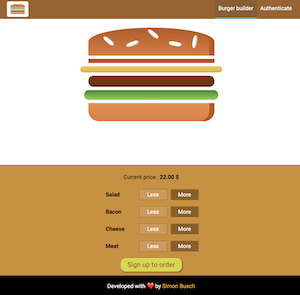 Burger builder Authenticate
Current price : 22.00 $
Salad Less More
Bacon Less More
Cheese Less More
Meat Less More
Sign up to order
Developed with ❤️ by Simon Busch